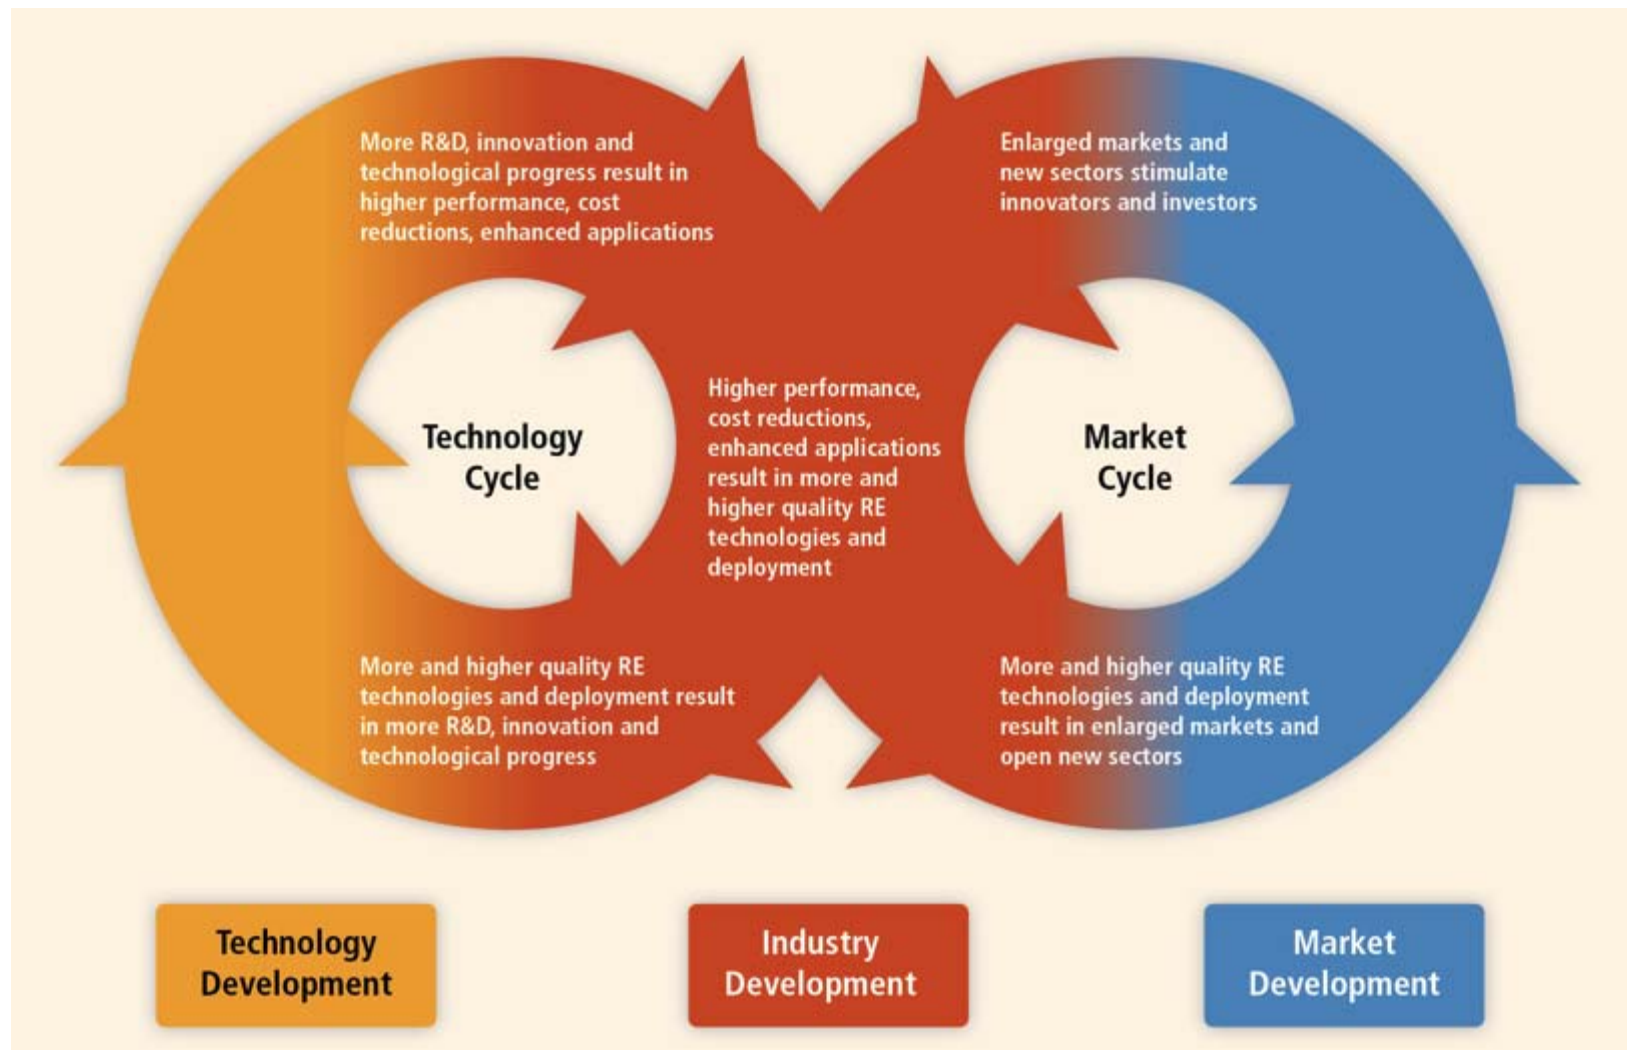 More R&D, innovation and
technological progress result in
higher performance, cost
reductions, enhanced applications
Enlarged markets and
new sectors stimulate
innovators and investors
Technology
Cycle
Higher performance,
cost reductions,
enhanced applications
result in more and
higher quality RE
technologies and
deployment
Market
Cycle
More and higher quality RE
technologies and deployment result
in more R&D, innovation and
technological progress
More and higher quality RE
technologies and deployment
result in enlarged markets and
open new sectors
Technology
Development
Industry
Development
Market
Development